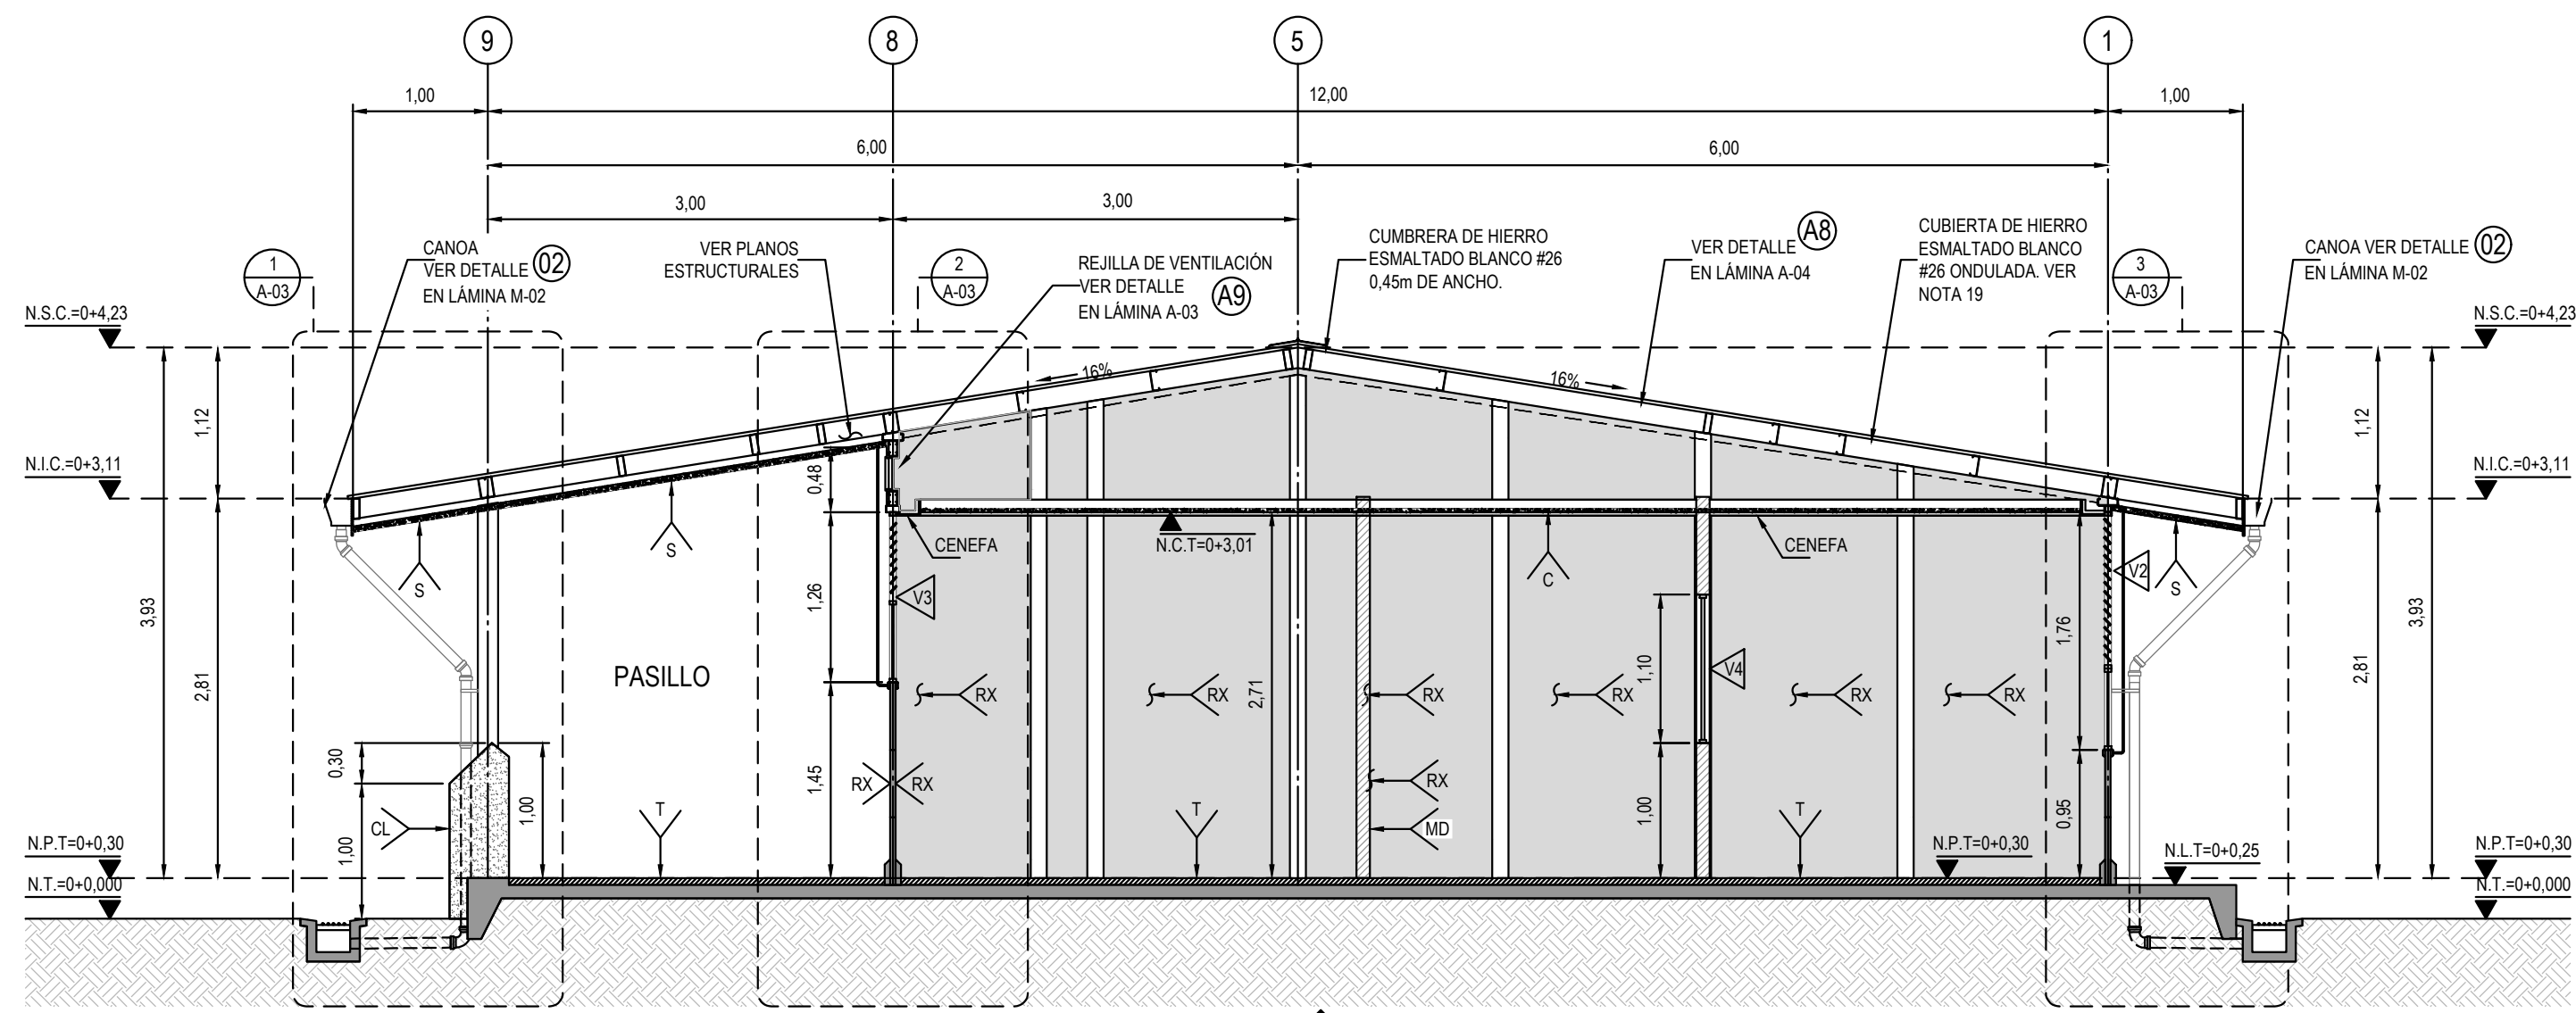 9
8
5
1
1,00
12,00
1,00
6,00
6,00
3,00
3,00
1
A-03
CANOA
VER DETALLE 02
EN LÁMINA M-02
VER PLANOS
ESTRUCTURALES
2
A-03
REJILLA DE VENTILACIÓN
VER DETALLE
EN LÁMINA A-03 A9
CUMBRERA DE HIERRO
ESMALTADO BLANCO #26
0,45m DE ANCHO.
VER DETALLE A8
EN LÁMINA A-04
CUBIERTA DE HIERRO
ESMALTADO BLANCO
#26 ONDULADA. VER
NOTA 19
3
A-03
CANOA VER DETALLE 02
EN LÁMINA M-02
N.S.C.=0+4,23
N.S.C.=0+4,23
16%
16%
1,12
1,12
N.I.C.=0+3,11
N.I.C.=0+3,11
0,48
S
S
CENEFA
N.C.T=0+3,01
C
CENEFA
V2
S
V3
1,26
1,76
3,93
2,81
PASILLO
1,10
V4
2,81
3,93
RX
RX
2,71
RX
RX
RX
RX
0,30
1,45
RX
RX
RX
CL
1,00
1,00
T
T
MD
1,00
T
0,95
N.P.T=0+0,30
N.P.T=0+0,30
N.L.T=0+0,25
N.P.T=0+0,30
N.T.=0+0,000
N.T.=0+0,000